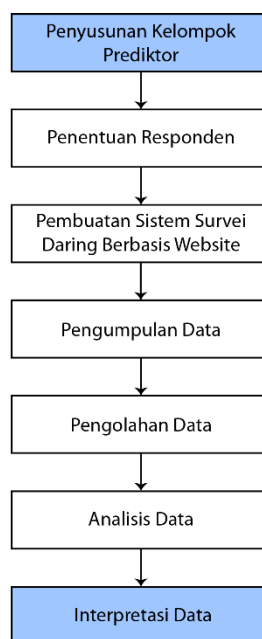 Penyusunan Kelompok
Prediktor
Penentuan Responden
Pembuatan Sistem Survei
Daring Berbasis Website
Pengumpulan Data
Pengolahan Data
Analisis Data
Interpretasi Data